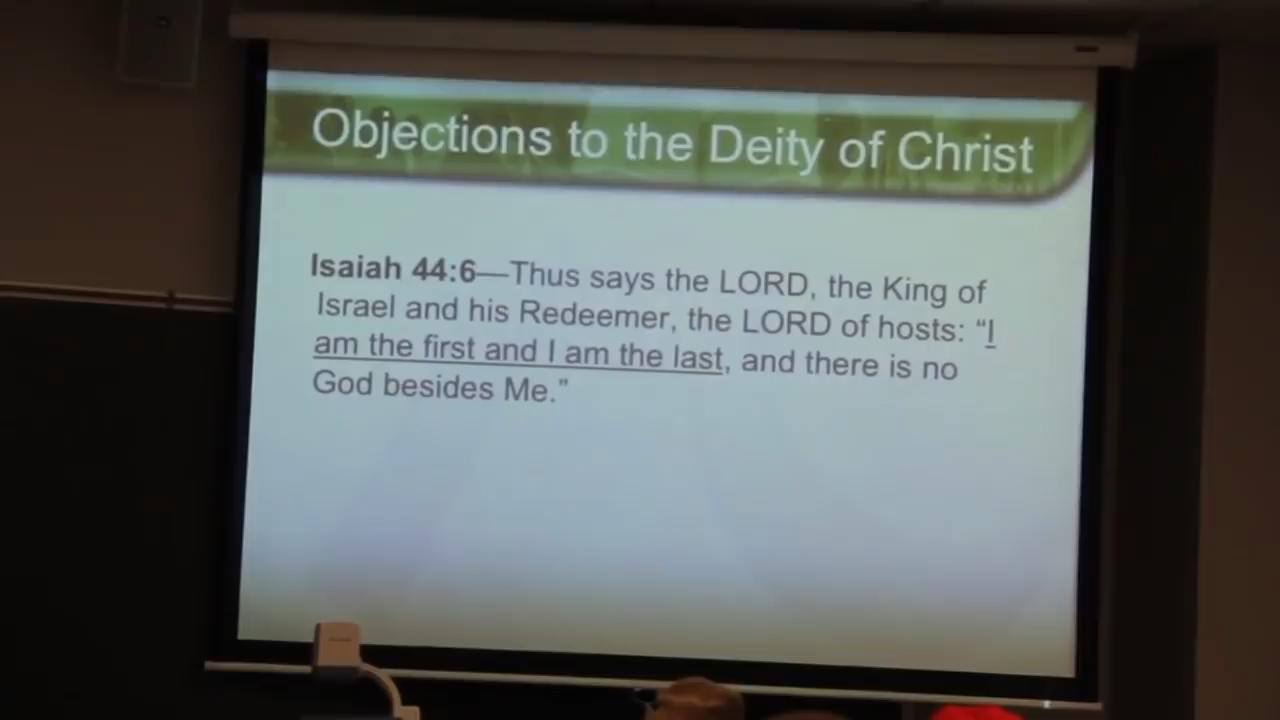 Objections to the Deity of Christ
Isaiah 44:6—Thus says the LORD, the King of
Israel and his Redeemer, the LORD of hosts: “I
am the first and I am the last, and there is no
God besides Me.”